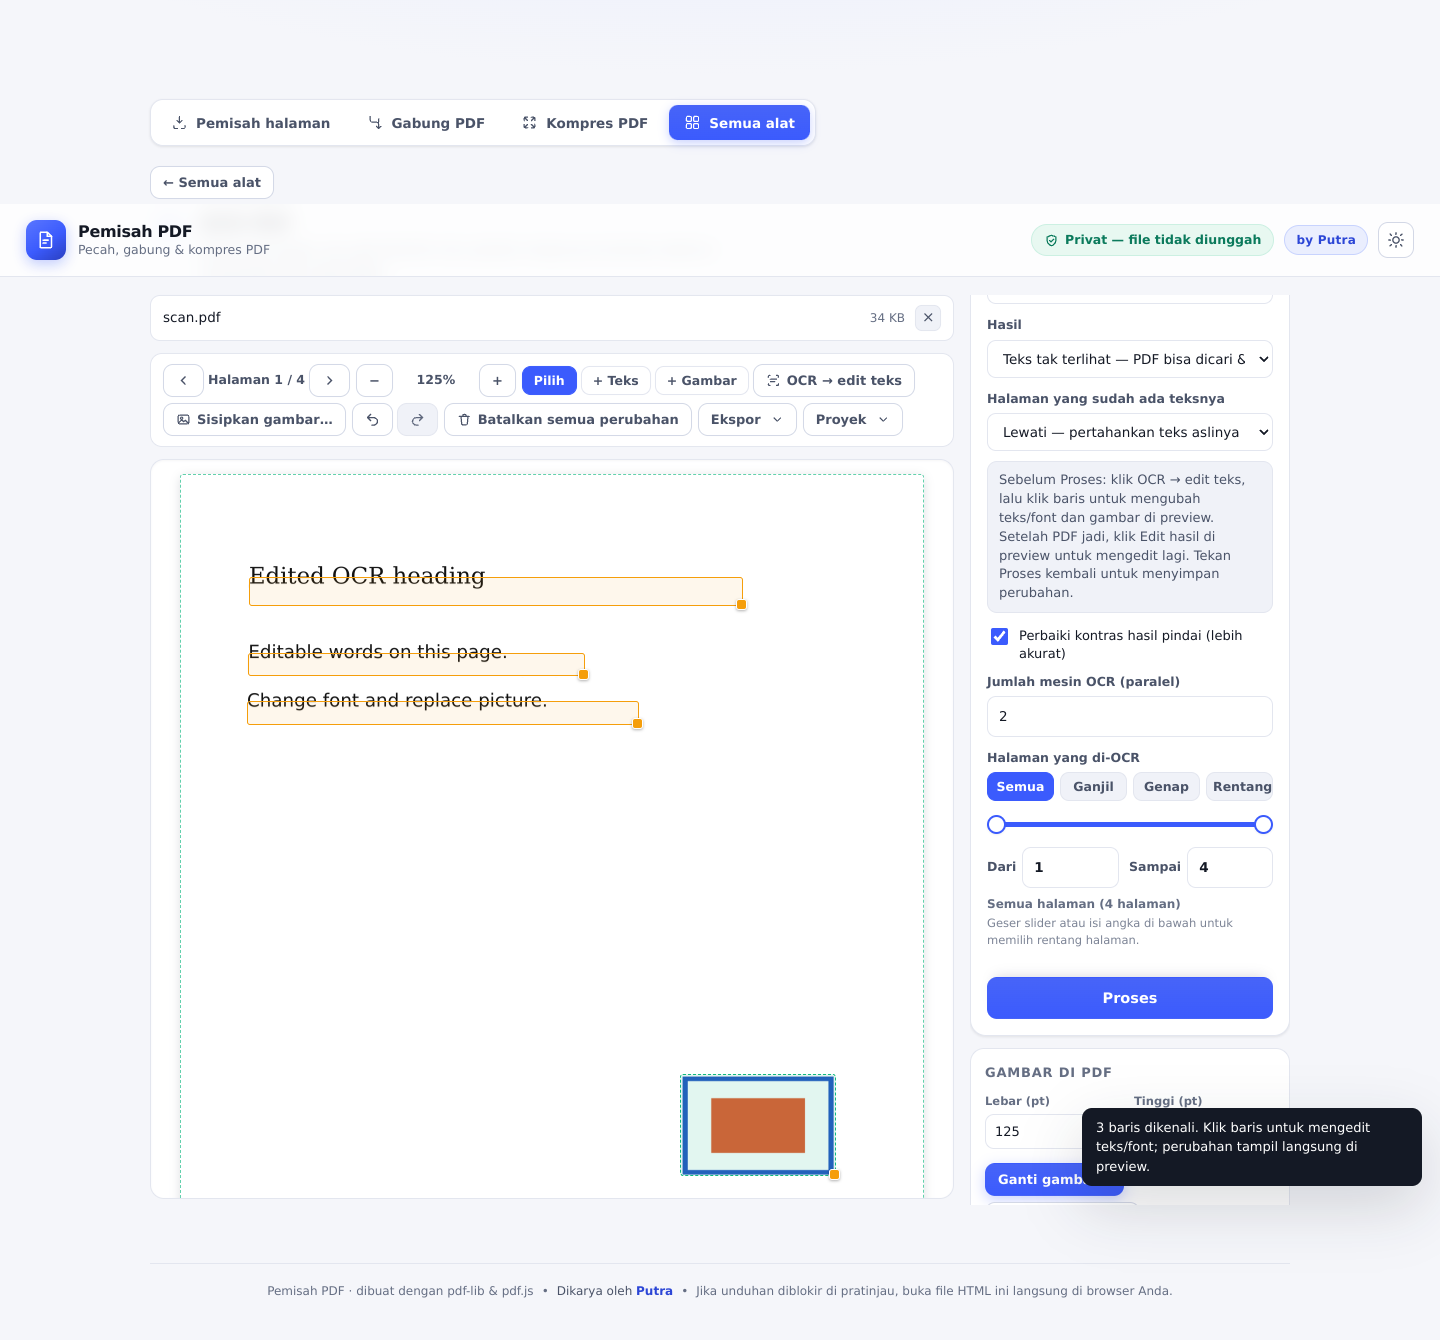 Pemisah halaman
Gabung PDF
Kompres PDF
Semua alat
← Semua alat
Pemisah PDF
Pecah, gabung & kompres PDF
Privat — file tidak diunggah
by Putra
scan.pdf
34 KB
Halaman 1 / 4
125%
Pilih
+ Teks
+ Gambar
OCR → edit teks
Sisipkan gambar...
Batalkan semua perubahan
Ekspor
Proyek
Edited OCR heading
Editable words on this page.
Change font and replace picture.
Hasil
Teks tak terlihat — PDF bisa dicari &
Halaman yang sudah ada teksnya
Lewati — pertahankan teks aslinya
Sebelum Proses: klik OCR → edit teks,
lalu klik baris untuk mengubah
teks/font dan gambar di preview.
Setelah PDF jadi, klik Edit hasil di
preview untuk mengedit lagi. Tekan
Proses kembali untuk menyimpan
perubahan.
Perbaiki kontras hasil pindai (lebih
akurat)
Jumlah mesin OCR (paralel)
2
Halaman yang di-OCR
Semua
Ganjil
Genap
Rentang
Dari 1 Sampai 4
Semua halaman (4 halaman)
Geser slider atau isi angka di bawah untuk
memilih rentang halaman.
Proses
GAMBAR DI PDF
Lebar (pt)
Tinggi (pt)
125
Ganti
3 baris dikenali. Klik baris untuk mengedit
teks/font; perubahan tampil langsung di
preview.
Pemisah PDF · dibuat dengan pdf-lib & pdf.js • Dikarya oleh Putra • Jika unduhan diblokir di pratinjau, buka file HTML ini langsung di browser Anda.